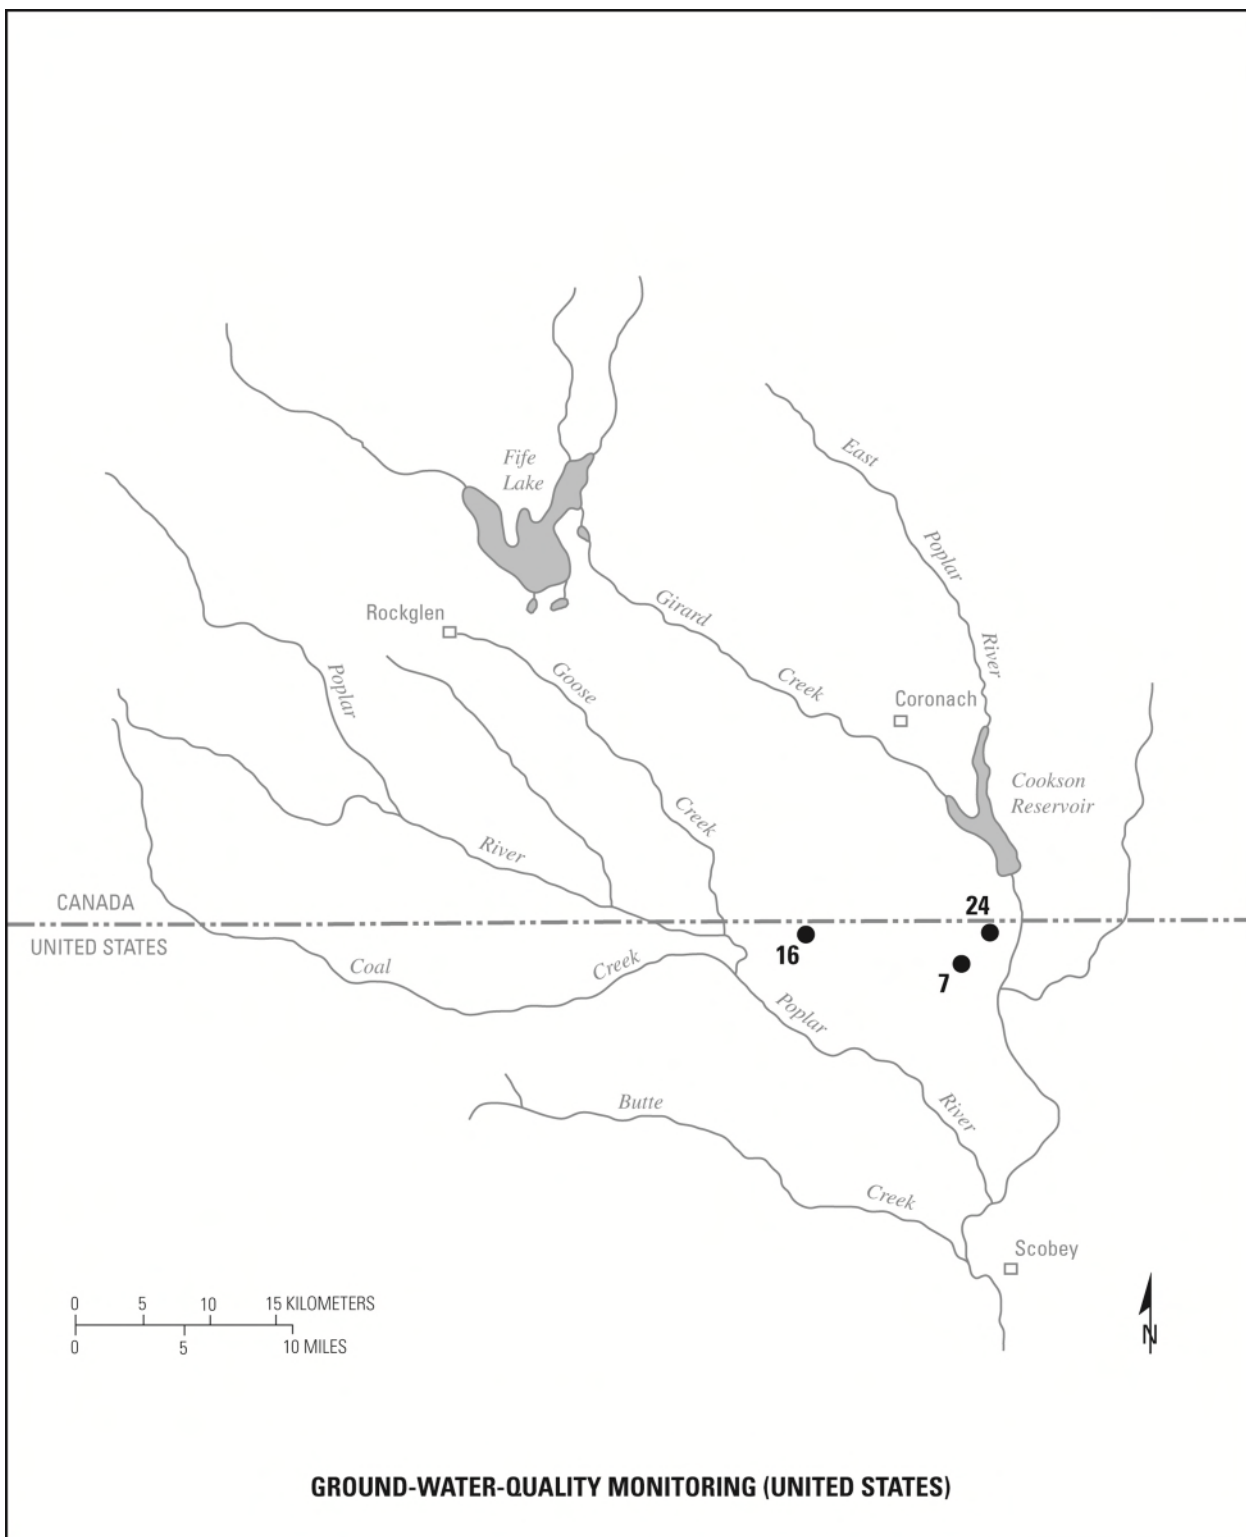 Fife
Lake
East
Poplar
River
Rockglen
Girard
Creek
Poplar
River
Goose
Creek
Coronach
Cookson
Reservoir
CANADA
UNITED STATES
24
16
7
Coal
Creek
Poplar
River
Butte
Creek
Scobey
0 5 10 15 KILOMETERS
0 5 10 MILES
N
GROUND-WATER-QUALITY MONITORING (UNITED STATES)